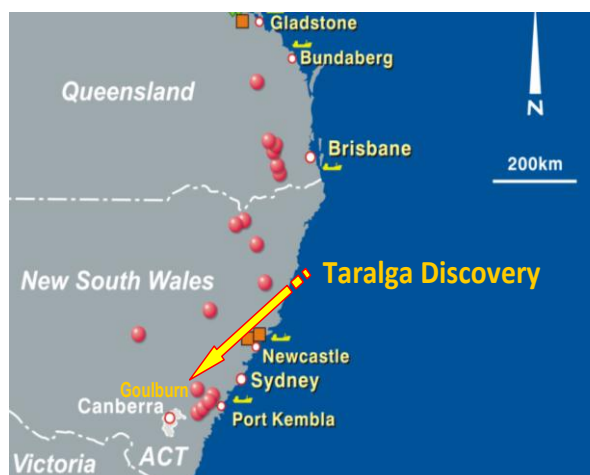 Gladstone
Bundaberg
Queensland
N
Brisbane
200km
New South Wales
Taralga Discovery
Newcastle
Goulburn
Sydney
Canberra
Port Kembla
Victoria
ACT